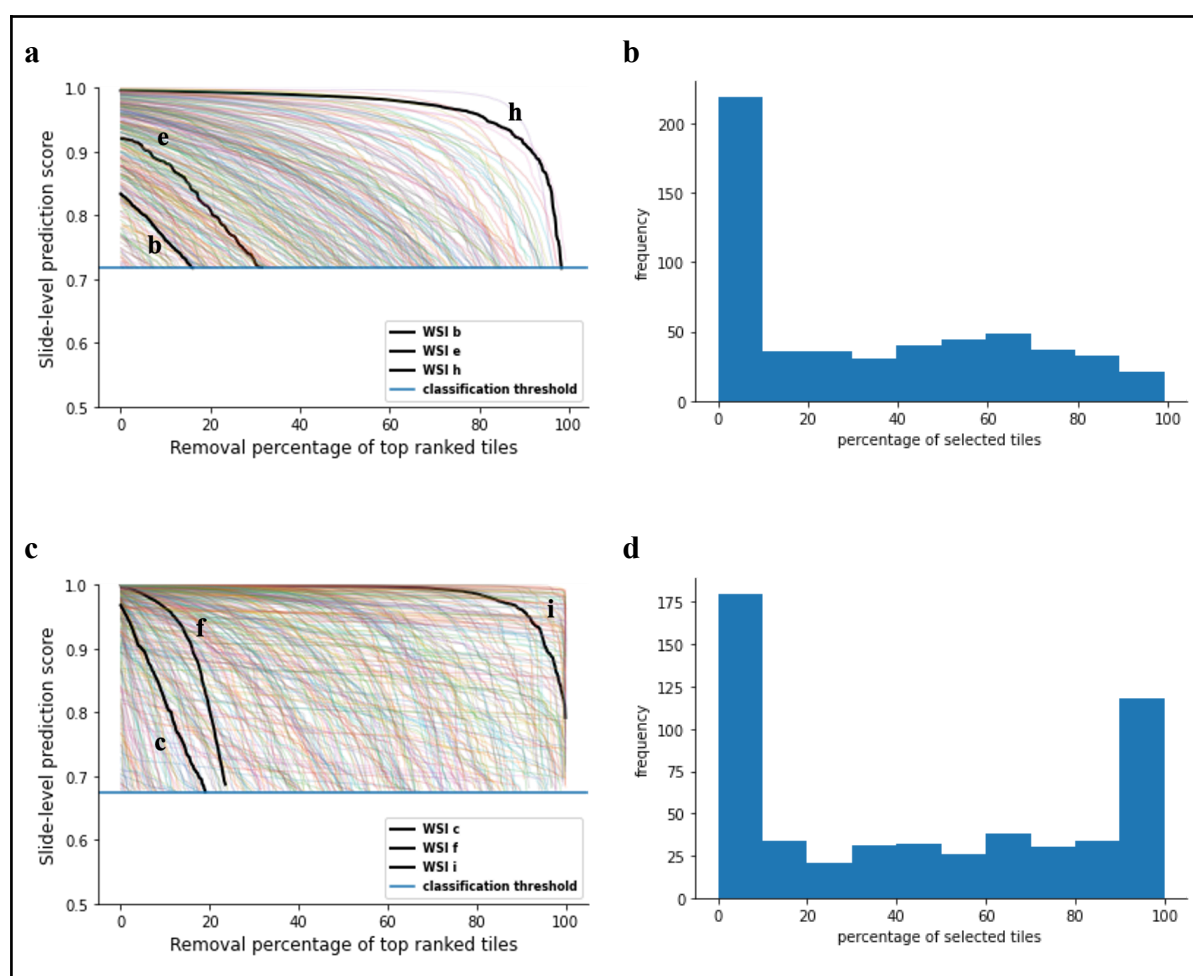 a
1.0
0.9
0.8
0.7
0.6
0.5
Slide-level prediction score
h
e
b
WSI b
WSI e
WSI h
classification threshold
0 20 40 60 80 100
Removal percentage of top ranked tiles
b
200
150
100
50
0
frequency
0 20 40 60 80 100
percentage of selected tiles
c
1.0
0.9
0.8
0.7
0.6
0.5
Slide-level prediction score
f
i
c
WSI c
WSI f
WSI i
classification threshold
0 20 40 60 80 100
Removal percentage of top ranked tiles
d
175
150
125
100
75
50
25
0
frequency
0 20 40 60 80 100
percentage of selected tiles